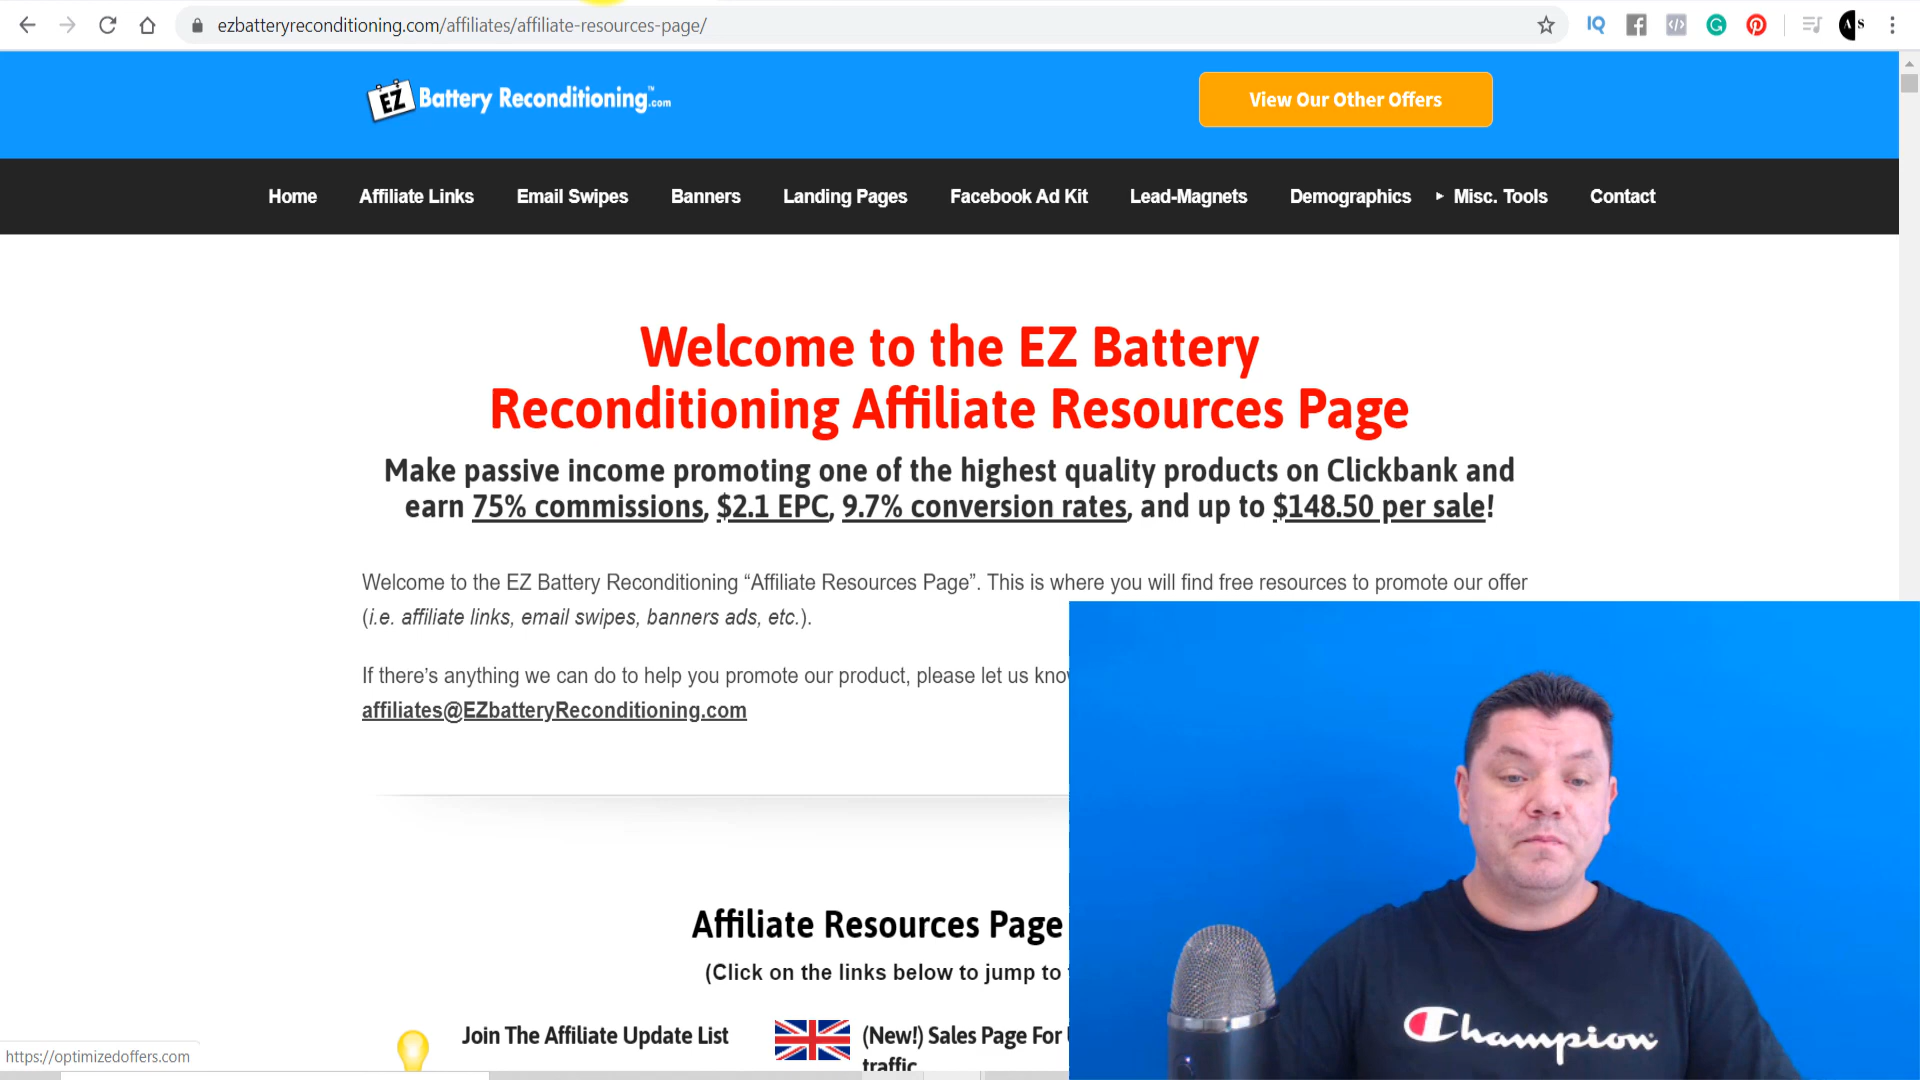 ezbatteryreconditioning.com/affiliates/affiliate-resources-page/
EZ Battery Reconditioning™.com
View Our Other Offers
Home Affiliate Links Email Swipes Banners Landing Pages Facebook Ad Kit Lead-Magnets Demographics Misc. Tools Contact
Welcome to the EZ Battery
Reconditioning Affiliate Resources Page
Make passive income promoting one of the highest quality products on Clickbank and
earn 75% commissions, $2.1 EPC, 9.7% conversion rates, and up to $148.50 per sale!
Welcome to the EZ Battery Reconditioning “Affiliate Resources Page”. This is where you will find free resources to promote our offer
(i.e. affiliate links, email swipes, banners ads, etc.).
If there’s anything we can do to help you promote our product, please let us know
affiliates@EZbatteryReconditioning.com
Affiliate Resources Page
(Click on the links below to jump to
Join The Affiliate Update List
(New!) Sales Page For
traffic
https://optimizedoffers.com
Champion
IQ
AS